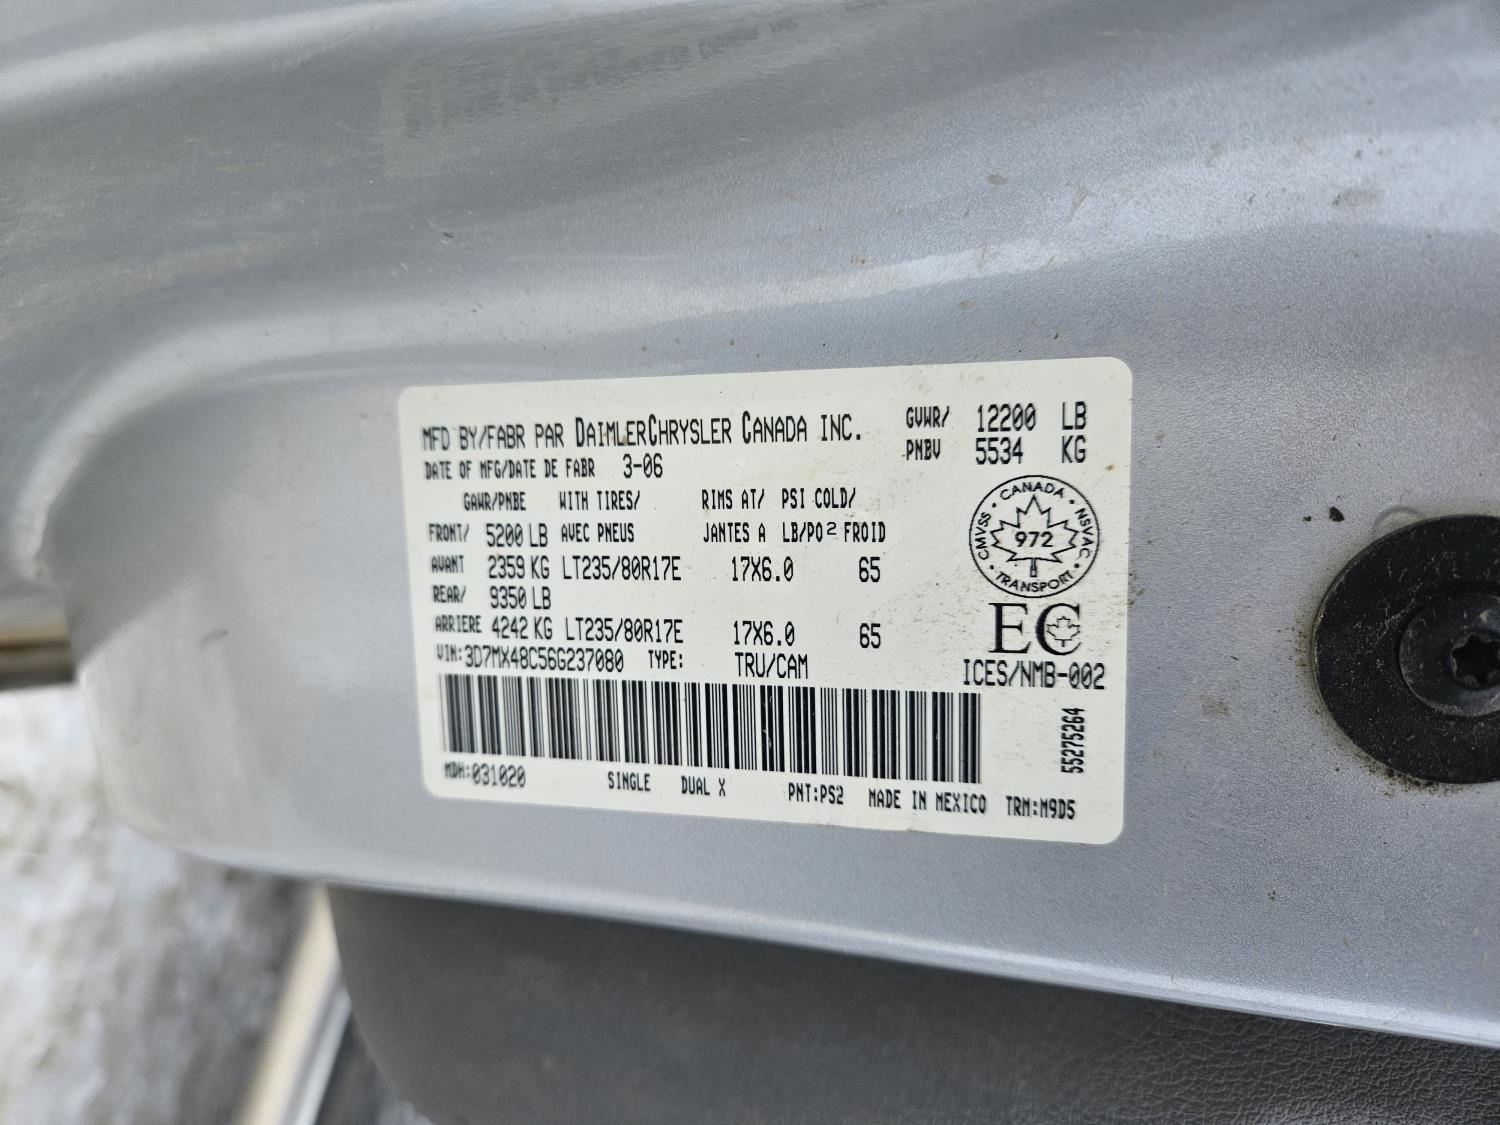 MFD BY/FABR PAR DAIMLERCHRYSLER CANADA INC. GVWR/ 12200 LB
DATE OF MFG/DATE DE FABR 3-06 PNBV 5534 KG
GAWR/PNBE WITH TIRES/ RIMS AT/ PSI COLD/
FRONT/ 5200 LB AVEC PNEUS JANTES A LB/PO2 FROID
AVANT 2359 KG LT235/80R17E 17X6.0 65
REAR/ 9350 LB
ARRIERE 4242 KG LT235/80R17E 17X6.0 65
VIN:3D7MX48C56G237080 TYPE: TRU/CAM
CANADA · NSVAC · TRANSPORT · CMVSS ·
972
EC
ICES/NMB-002
55275264
MDH:031020 SINGLE DUAL X PNT:PS2 MADE IN MEXICO TRM:M9D5